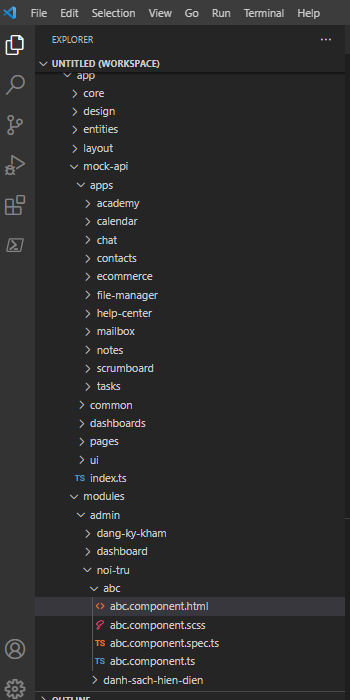 File Edit Selection View Go Run Terminal Help
EXPLORER
UNTITLED (WORKSPACE)
app
core
design
entities
layout
mock-api
apps
academy
calendar
chat
contacts
ecommerce
file-manager
help-center
mailbox
notes
scrumboard
tasks
common
dashboards
pages
ui
TS index.ts
modules
admin
dang-ky-kham
dashboard
noi-tru
abc
abc.component.html
abc.component.scss
TS abc.component.spec.ts
TS abc.component.ts
danh-sach-hien-dien
OUTLINE